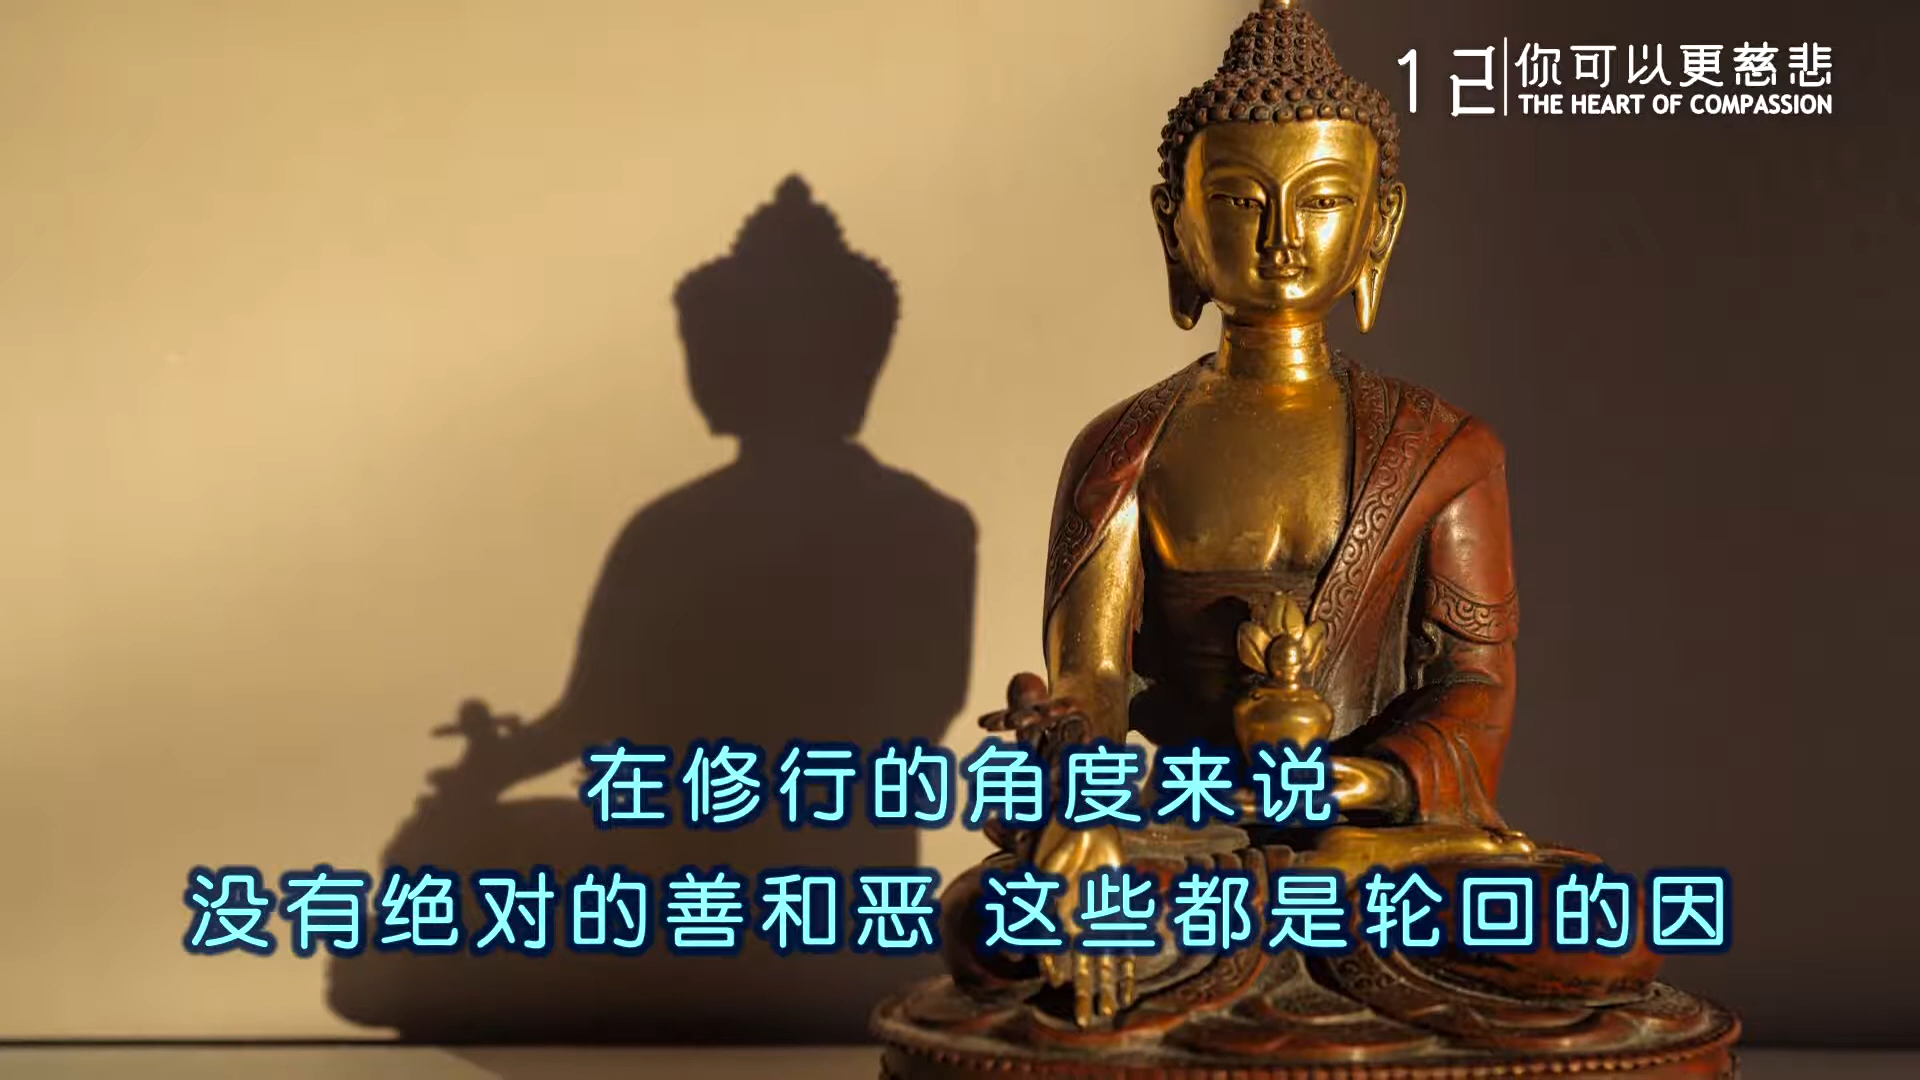 12
你可以更慈悲
THE HEART OF COMPASSION
在修行的角度来说
没有绝对的善和恶 这些都是轮回的因